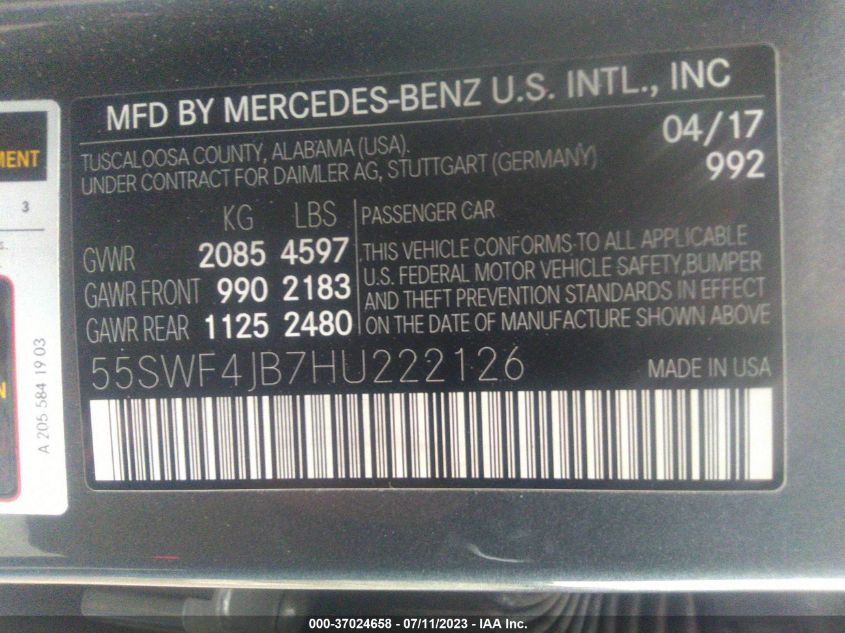 MFD BY MERCEDES-BENZ U.S. INTL., INC
TUSCALOOSA COUNTY, ALABAMA (USA).
UNDER CONTRACT FOR DAIMLER AG, STUTTGART (GERMANY)
04/17
992
KG LBS
GVWR 2085 4597
GAWR FRONT 990 2183
GAWR REAR 1125 2480
PASSENGER CAR
THIS VEHICLE CONFORMS TO ALL APPLICABLE
U.S. FEDERAL MOTOR VEHICLE SAFETY,BUMPER
AND THEFT PREVENTION STANDARDS IN EFFECT
ON THE DATE OF MANUFACTURE SHOWN ABOVE
55SWF4JB7HU222126
MADE IN USA
MENT
3
s.
N
A 205 584 19 03
000-37024658 - 07/11/2023 - IAA Inc.